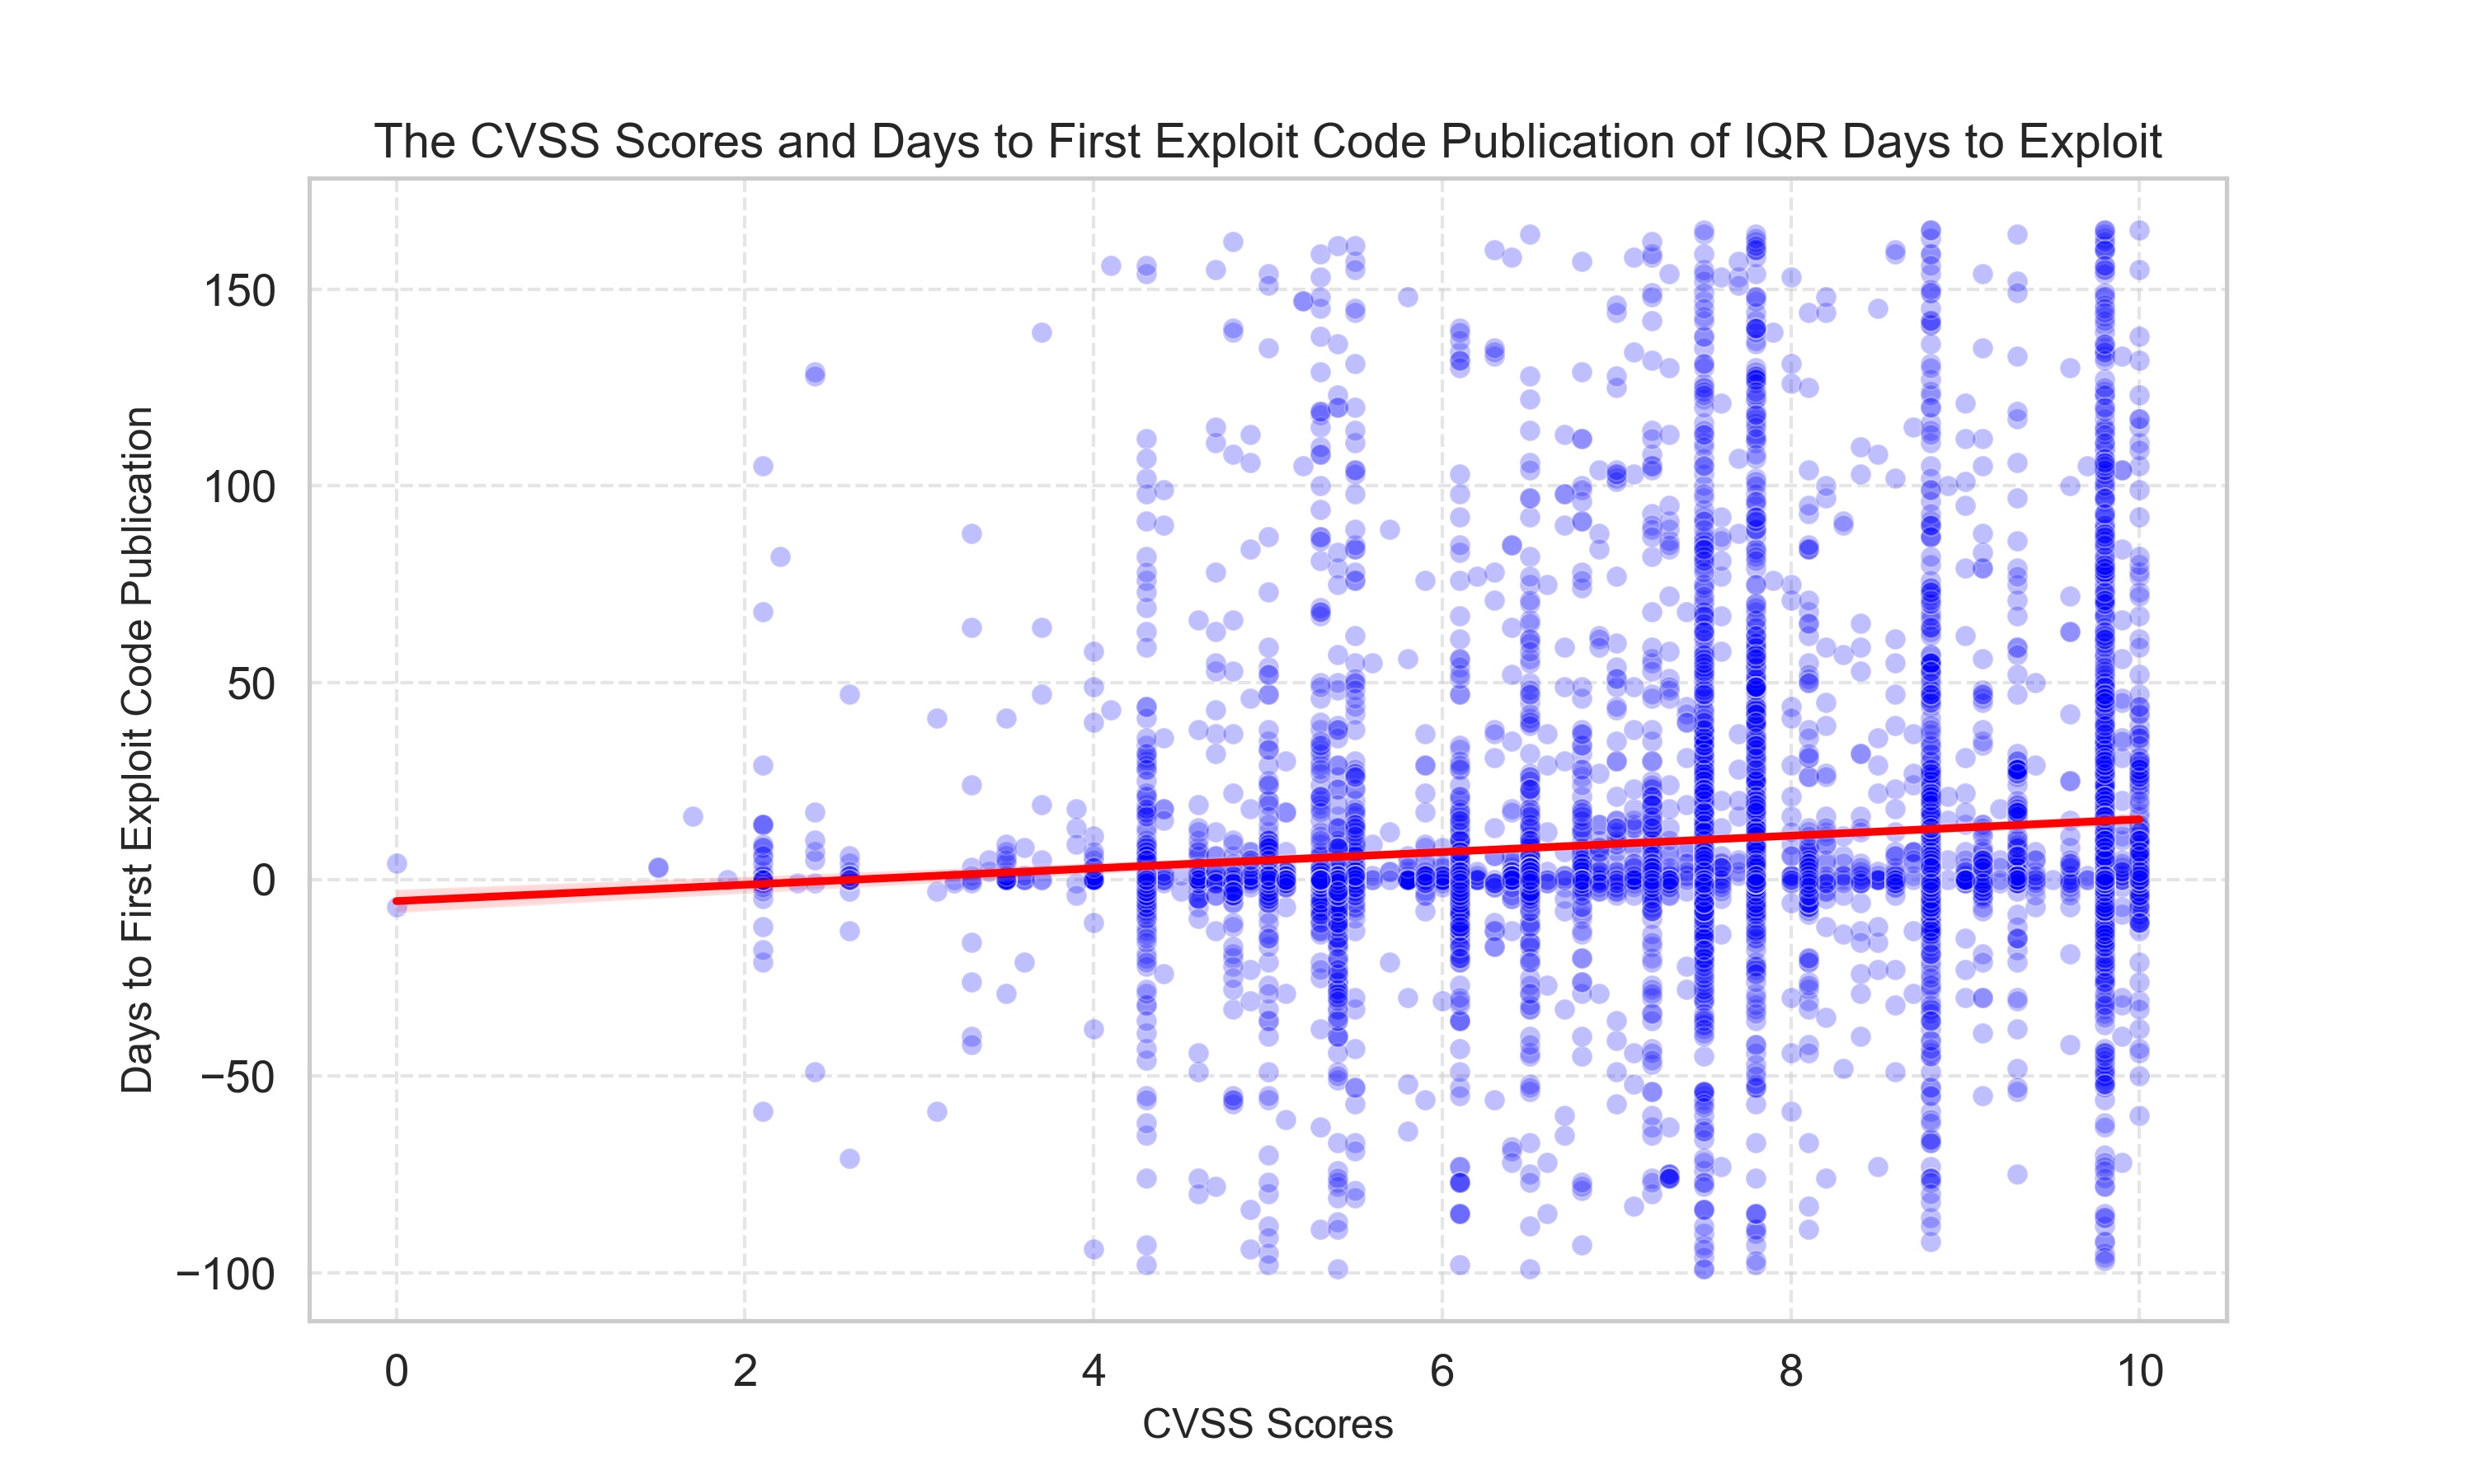 The CVSS Scores and Days to First Exploit Code Publication of IQR Days to Exploit
Days to First Exploit Code Publication
150
100
50
0
−50
−100
0 2 4 6 8 10
CVSS Scores